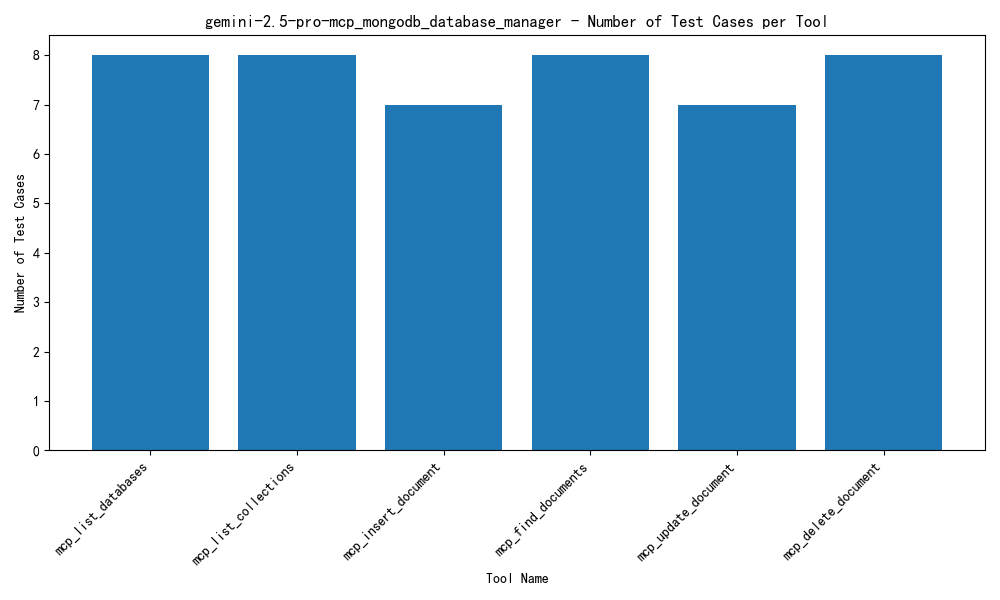 gemini-2.5-pro-mcp_mongodb_database_manager - Number of Test Cases per Tool
Number of Test Cases
8
7
6
5
4
3
2
1
0
mcp_list_databases
mcp_list_collections
mcp_insert_document
mcp_find_documents
mcp_update_document
mcp_delete_document
Tool Name